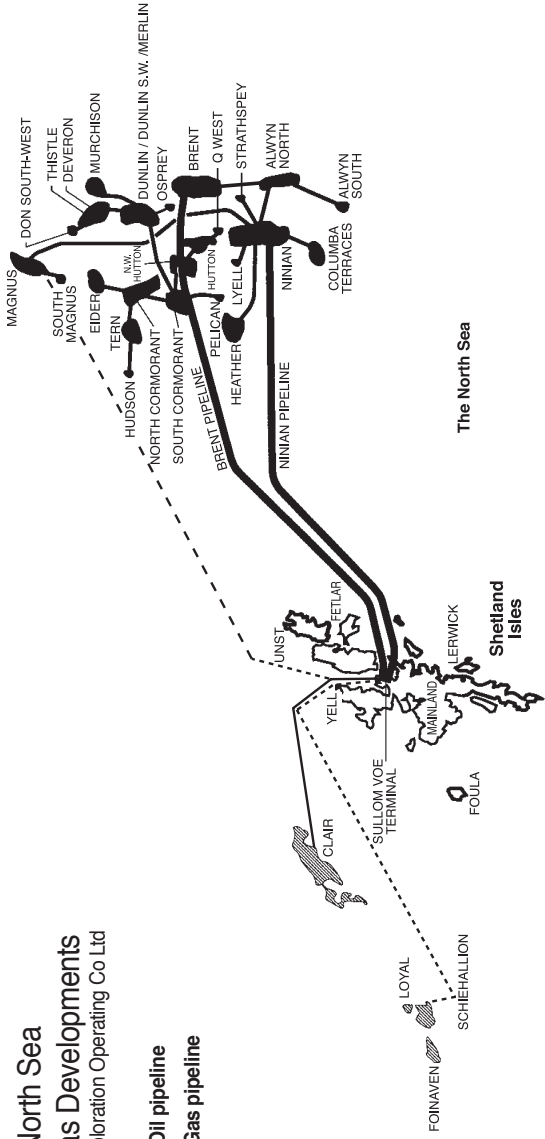 North Sea
as Developments
ploration Operating Co Ltd
Oil pipeline
Gas pipeline
MAGNUS
SOUTH
MAGNUS
DON SOUTH-WEST
THISTLE
DEVERON
MURCHISON
EIDER
TERN
HUDSON
NORTH CORMORANT
SOUTH CORMORANT
DUNLIN / DUNLIN S.W. /MERLIN
OSPREY
BRENT
Q WEST
N.W.
HUTTON
HUTTON
PELICAN
STRATHSPEY
LYELL
HEATHER
ALWYN
NORTH
ALWYN
SOUTH
NINIAN
COLUMBA
TERRACES
BRENT PIPELINE
NINIAN PIPELINE
The North Sea
UNST
FETLAR
YELL
MAINLAND
LERWICK
Shetland
Isles
SULLOM VOE
TERMINAL
FOULA
CLAIR
LOYAL
SCHIEHALLION
FOINAVEN